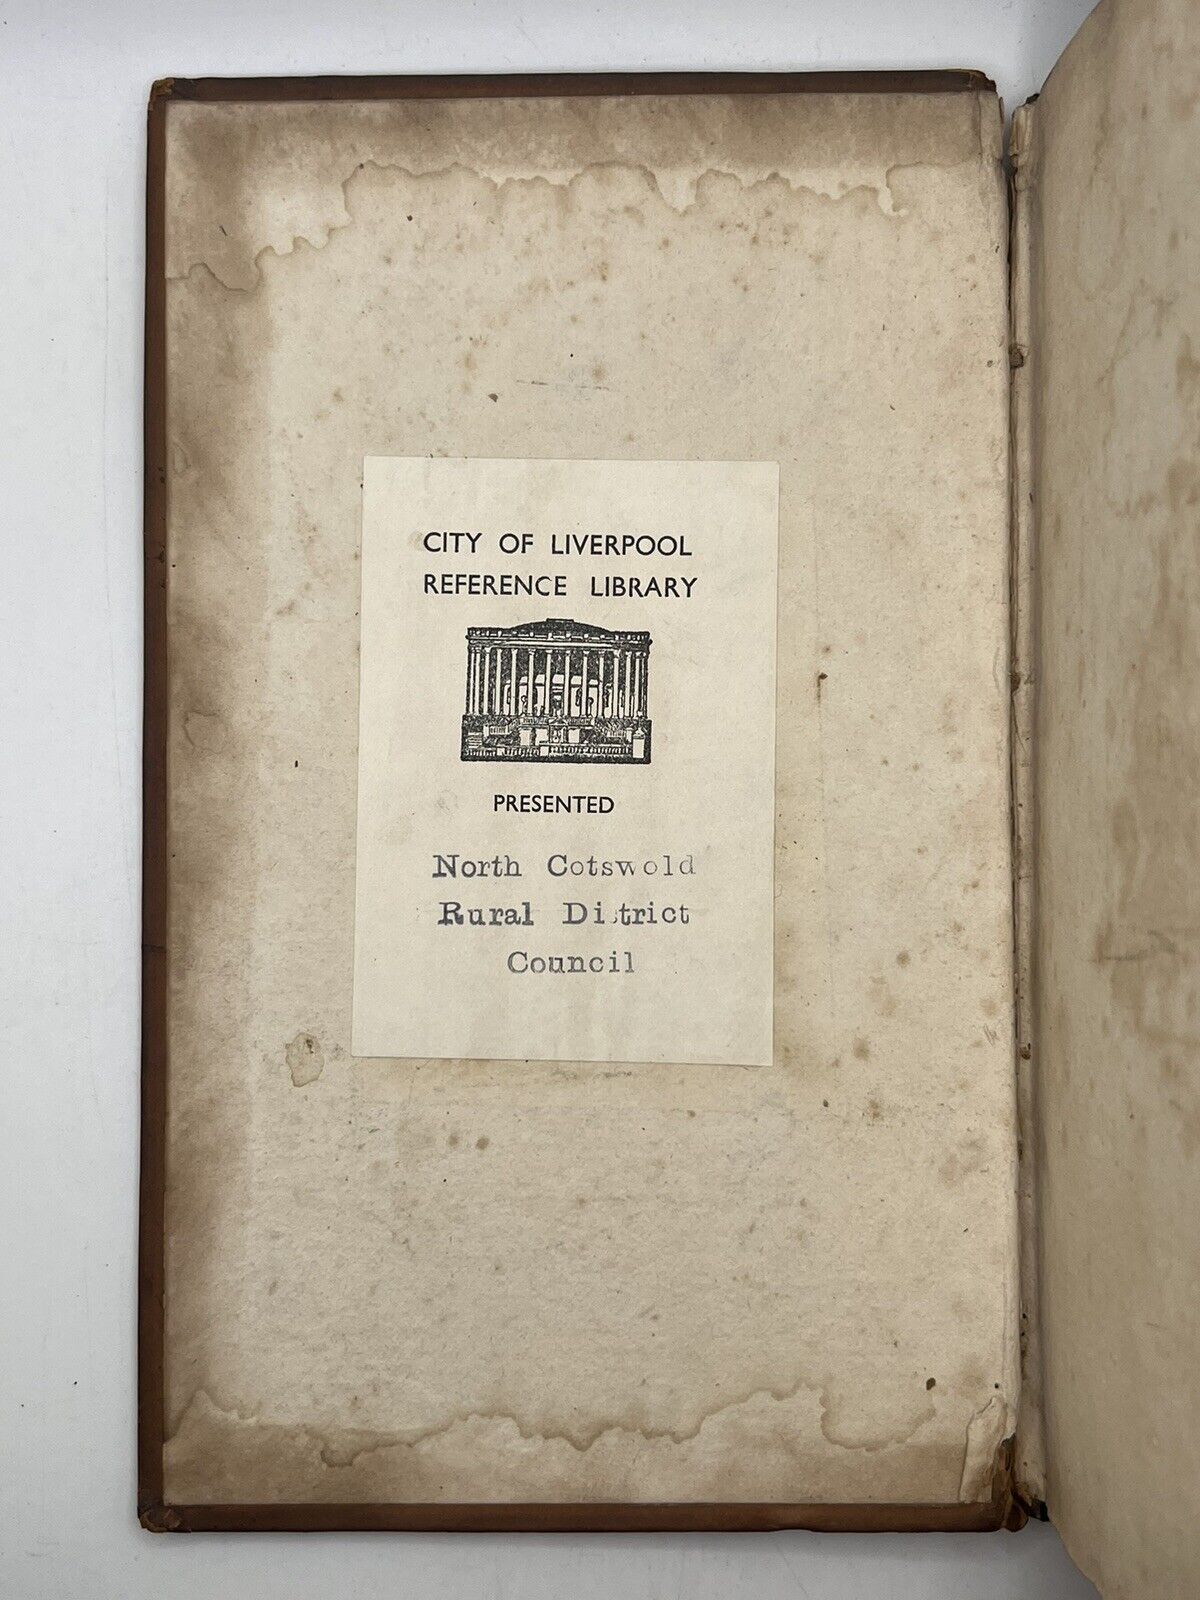 CITY OF LIVERPOOL
REFERENCE LIBRARY
PRESENTED
North Cotswold
Rural District
Council